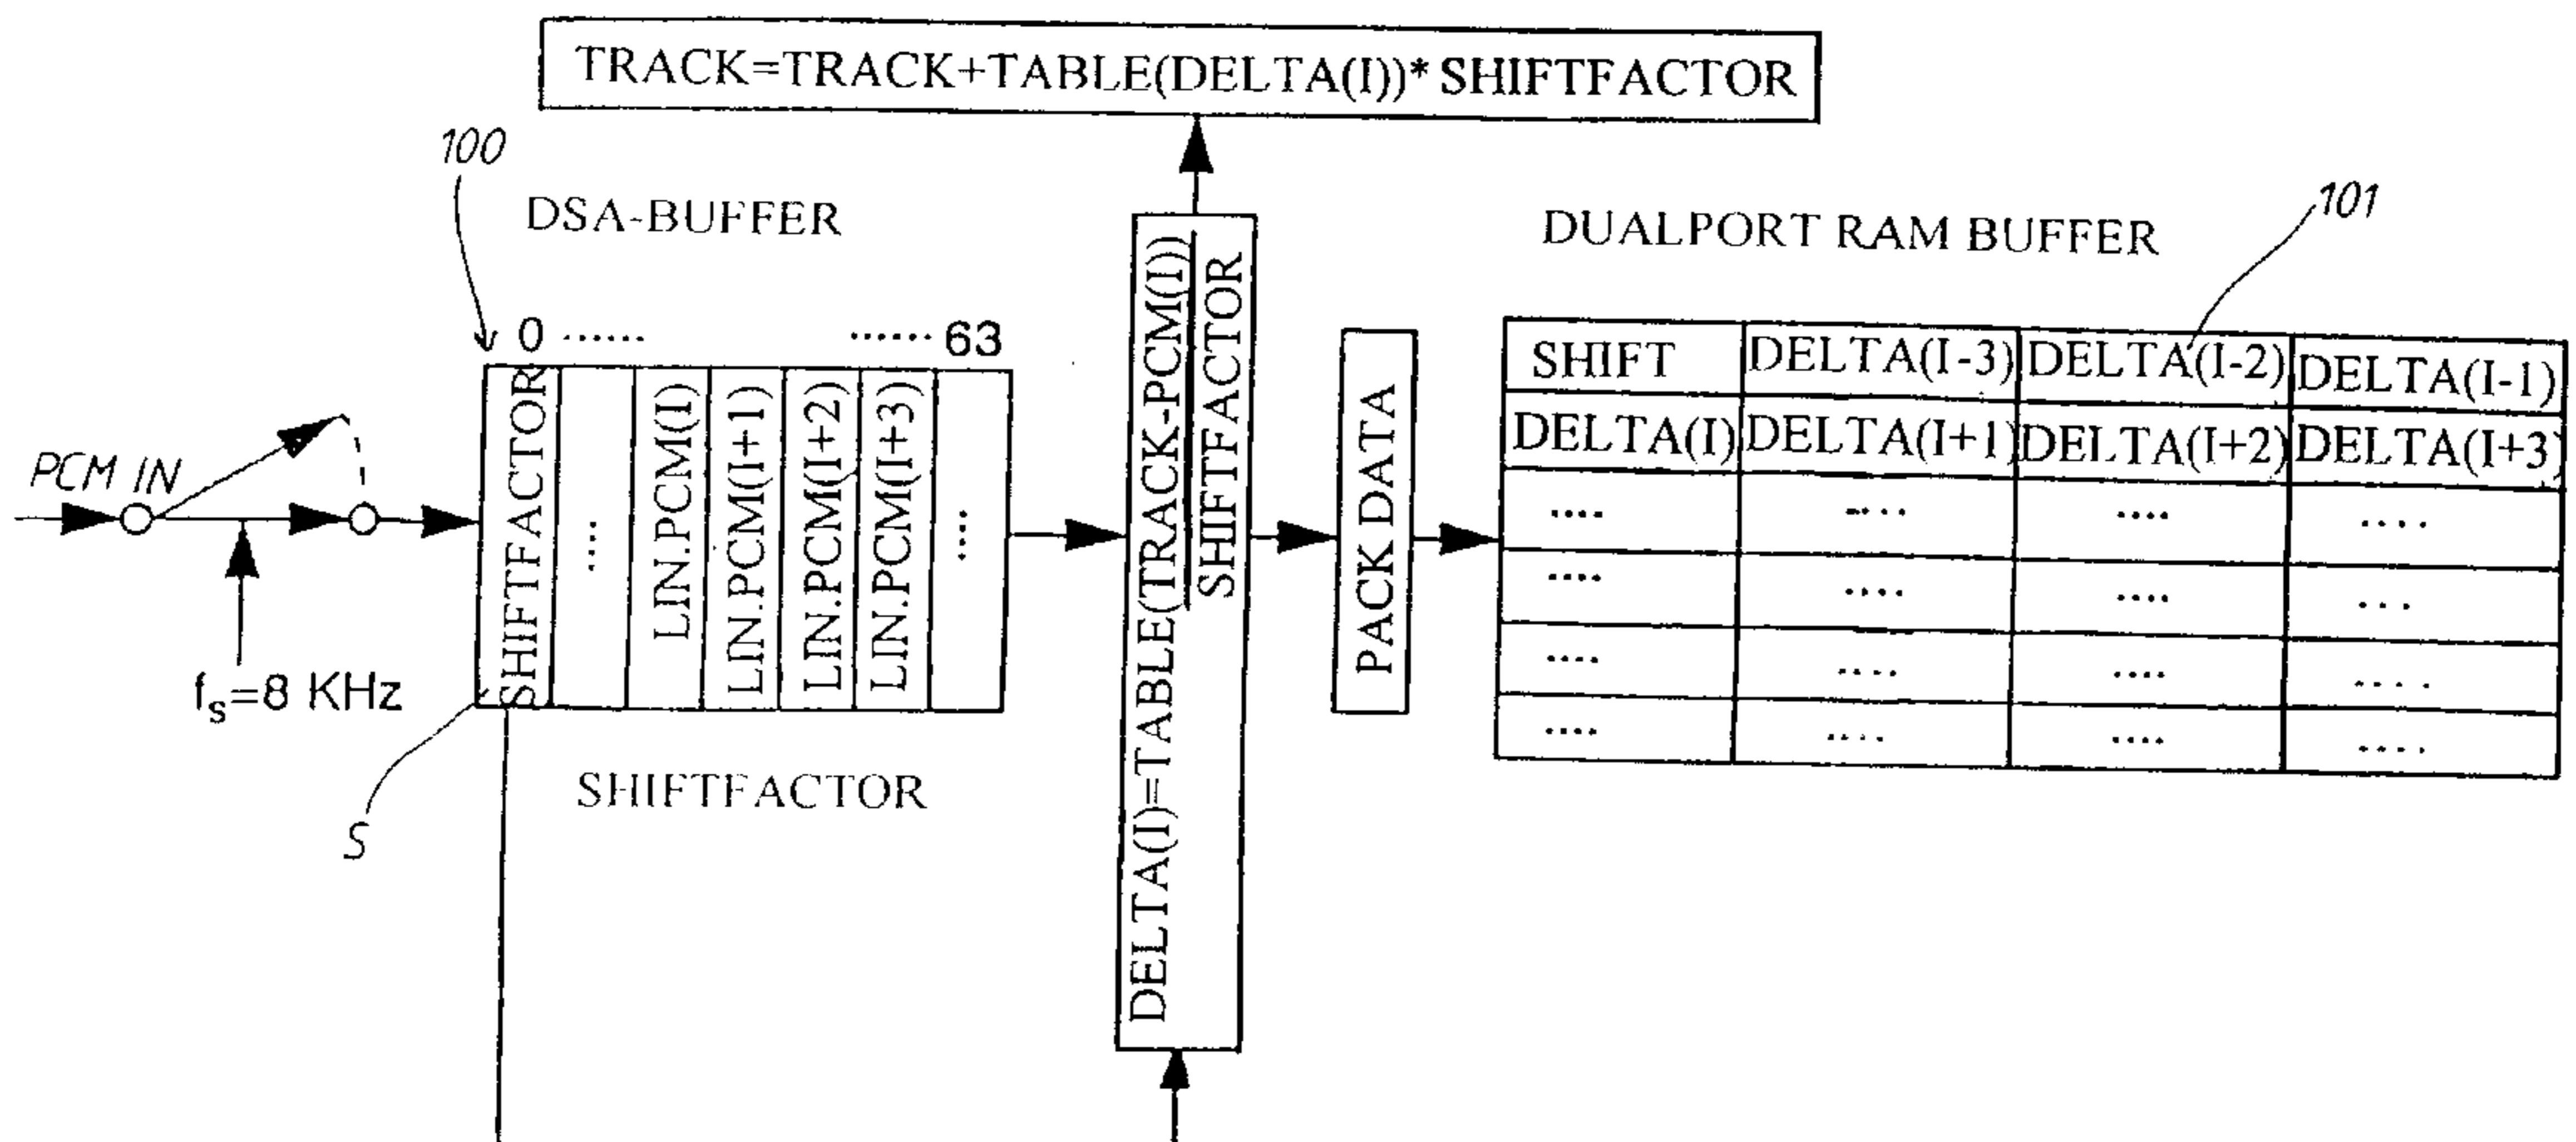 TRACK=TRACK+TABLE(DELTA(I))* SHIFTFACTOR
100
DSA-BUFFER
DUALPORT RAM BUFFER
101
0 ...... ...... 63
PCM IN
fs=8 KHz
SHIFTFACTOR
....
LIN.PCM(I)
LIN.PCM(I+1)
LIN.PCM(I+2)
LIN.PCM(I+3)
....
S
SHIFTFACTOR
DELTA(I)=TABLE(TRACK-PCM(I))
SHIFTFACTOR
PACK DATA
SHIFT DELTA(I-3) DELTA(I-2) DELTA(I-1)
DELTA(I) DELTA(I+1) DELTA(I+2) DELTA(I+3)
.... .... .... ....
.... .... .... ...
.... .... .... ....
.... .... .... ....